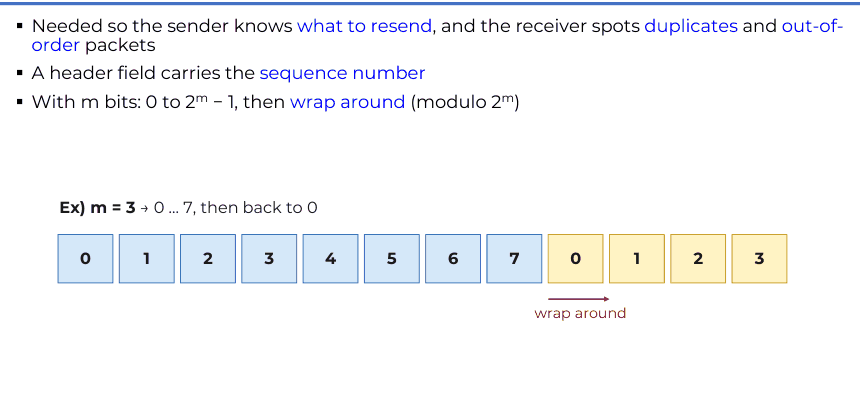 ▪ Needed so the sender knows what to resend, and the receiver spots duplicates and out-of-
order packets
▪ A header field carries the sequence number
▪ With m bits: 0 to 2ᵐ − 1, then wrap around (modulo 2ᵐ)
Ex) m = 3 → 0 ... 7, then back to 0
0 1 2 3 4 5 6 7 0 1 2 3
wrap around